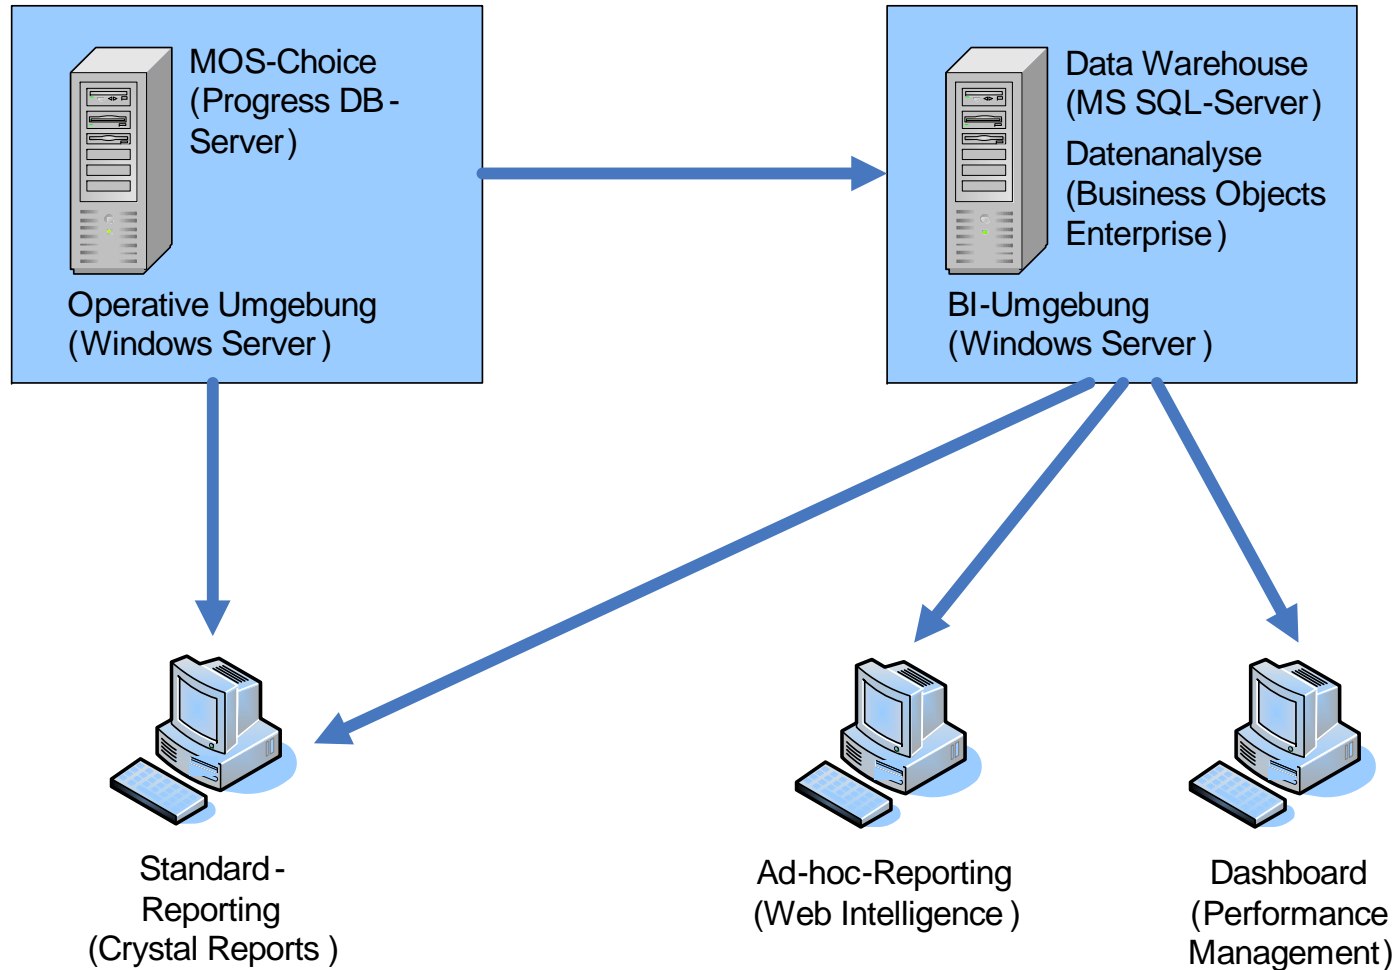 MOS-Choice
(Progress DB-
Server)
Operative Umgebung
(Windows Server)
Data Warehouse
(MS SQL-Server)
Datenanalyse
(Business Objects
Enterprise)
BI-Umgebung
(Windows Server)
Standard-
Reporting
(Crystal Reports)
Ad-hoc-Reporting
(Web Intelligence)
Dashboard
(Performance
Management)